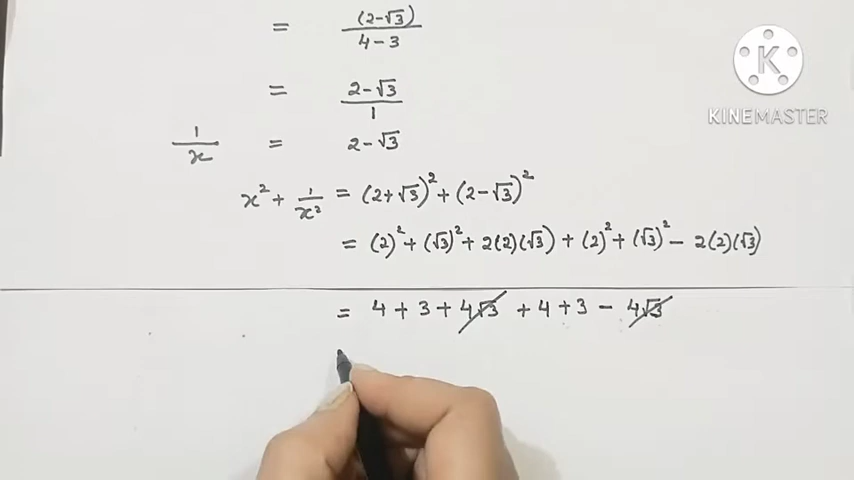 = (2-√3) / 4-3
= 2-√3 / 1
1/x = 2-√3
x² + 1/x² = (2+√3)² + (2-√3)²
= (2)² + (√3)² + 2(2)(√3) + (2)² + (√3)² - 2(2)(√3)
= 4 + 3 + 4√3 + 4 + 3 - 4√3
K
KINEMASTER